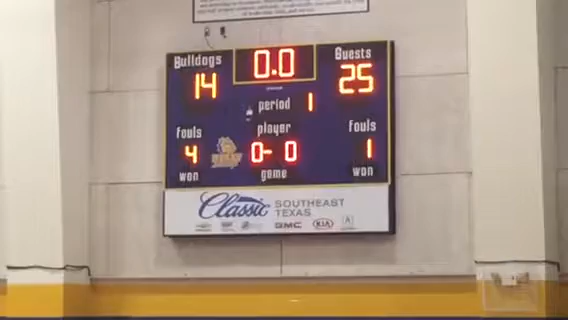 Bulldogs 0.0 Guests
14 25
period 1
fouls player fouls
4 0- 0 1
won game won
Classic SOUTHEAST
TEXAS
GMC KIA